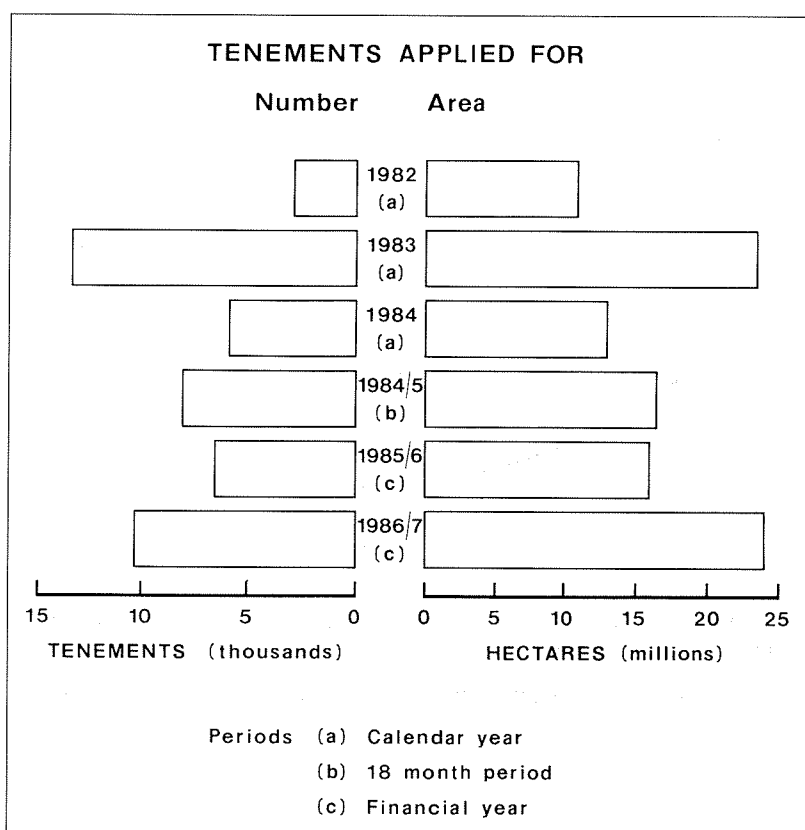 TENEMENTS APPLIED FOR
Number Area
1982
(a)
1983
(a)
1984
(a)
1984/5
(b)
1985/6
(c)
1986/7
(c)
15 10 5 0 0 5 10 15 20 25
TENEMENTS (thousands) HECTARES (millions)
Periods (a) Calendar year
(b) 18 month period
(c) Financial year